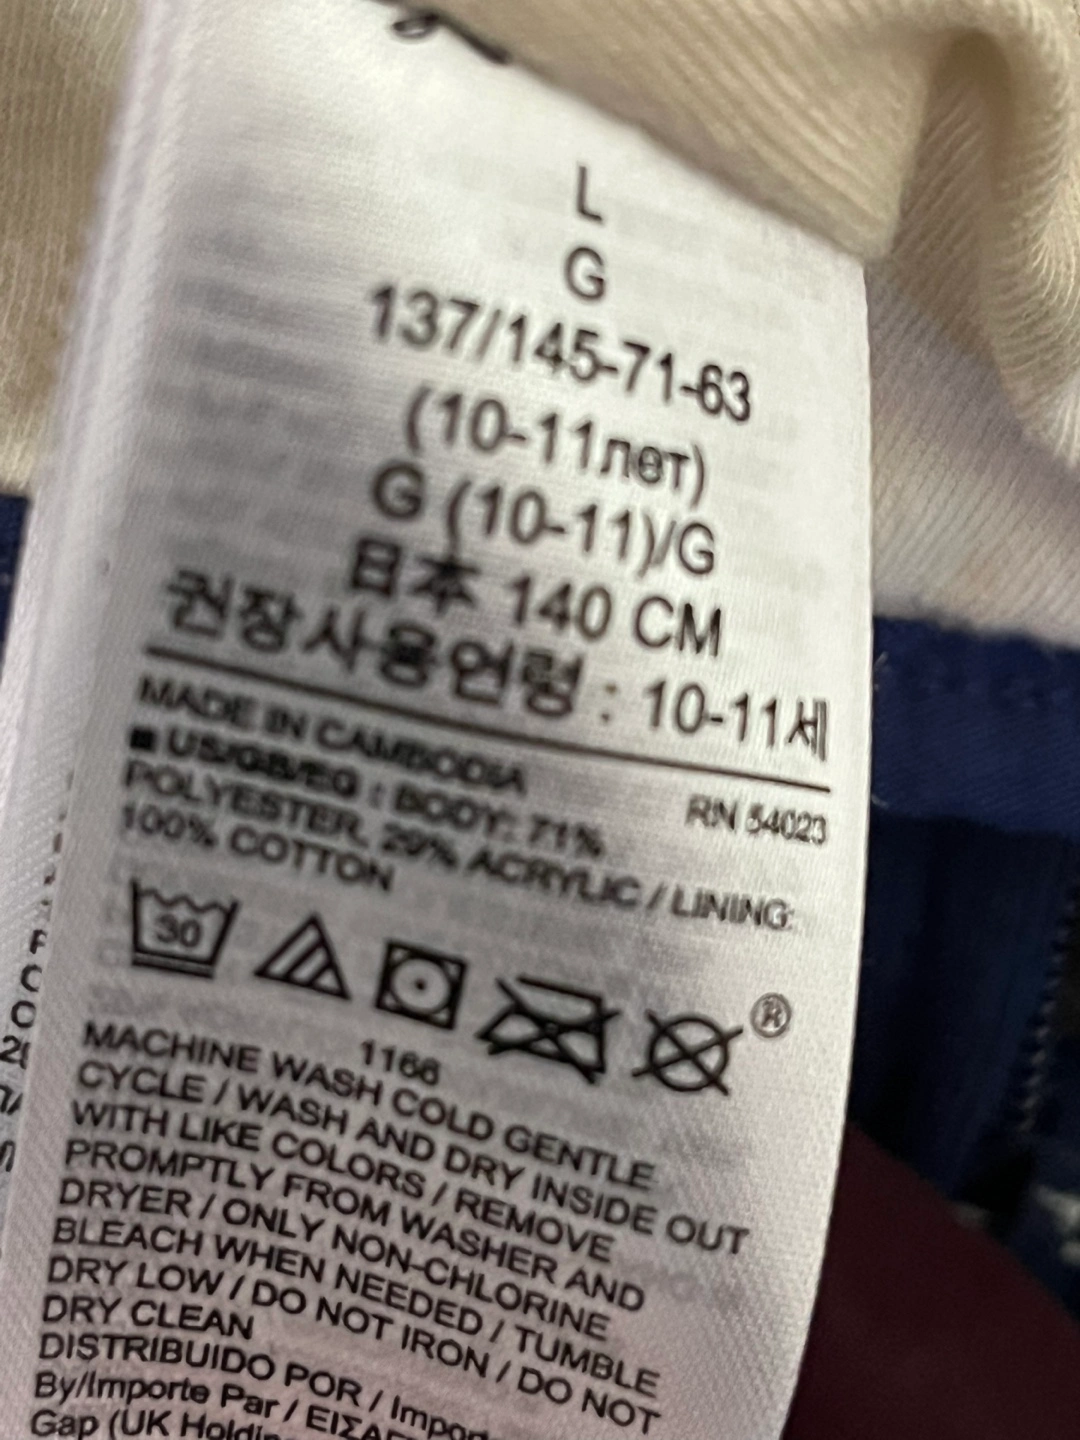 L
G
137/145-71-63
(10-11лет)
G (10-11)/G
日本 140 CM
권장사용연령 : 10-11세
MADE IN CAMBODIA
RN 54023
■ US/GB/EG : BODY: 71%
POLYESTER, 29% ACRYLIC / LINING:
100% COTTON
30
®
1166
MACHINE WASH COLD GENTLE
CYCLE / WASH AND DRY INSIDE OUT
WITH LIKE COLORS / REMOVE
PROMPTLY FROM WASHER AND
DRYER / ONLY NON-CHLORINE
BLEACH WHEN NEEDED / TUMBLE
DRY LOW / DO NOT IRON / DO NOT
DRY CLEAN
DISTRIBUIDO POR /
By/Importe Par /
Gap (UK